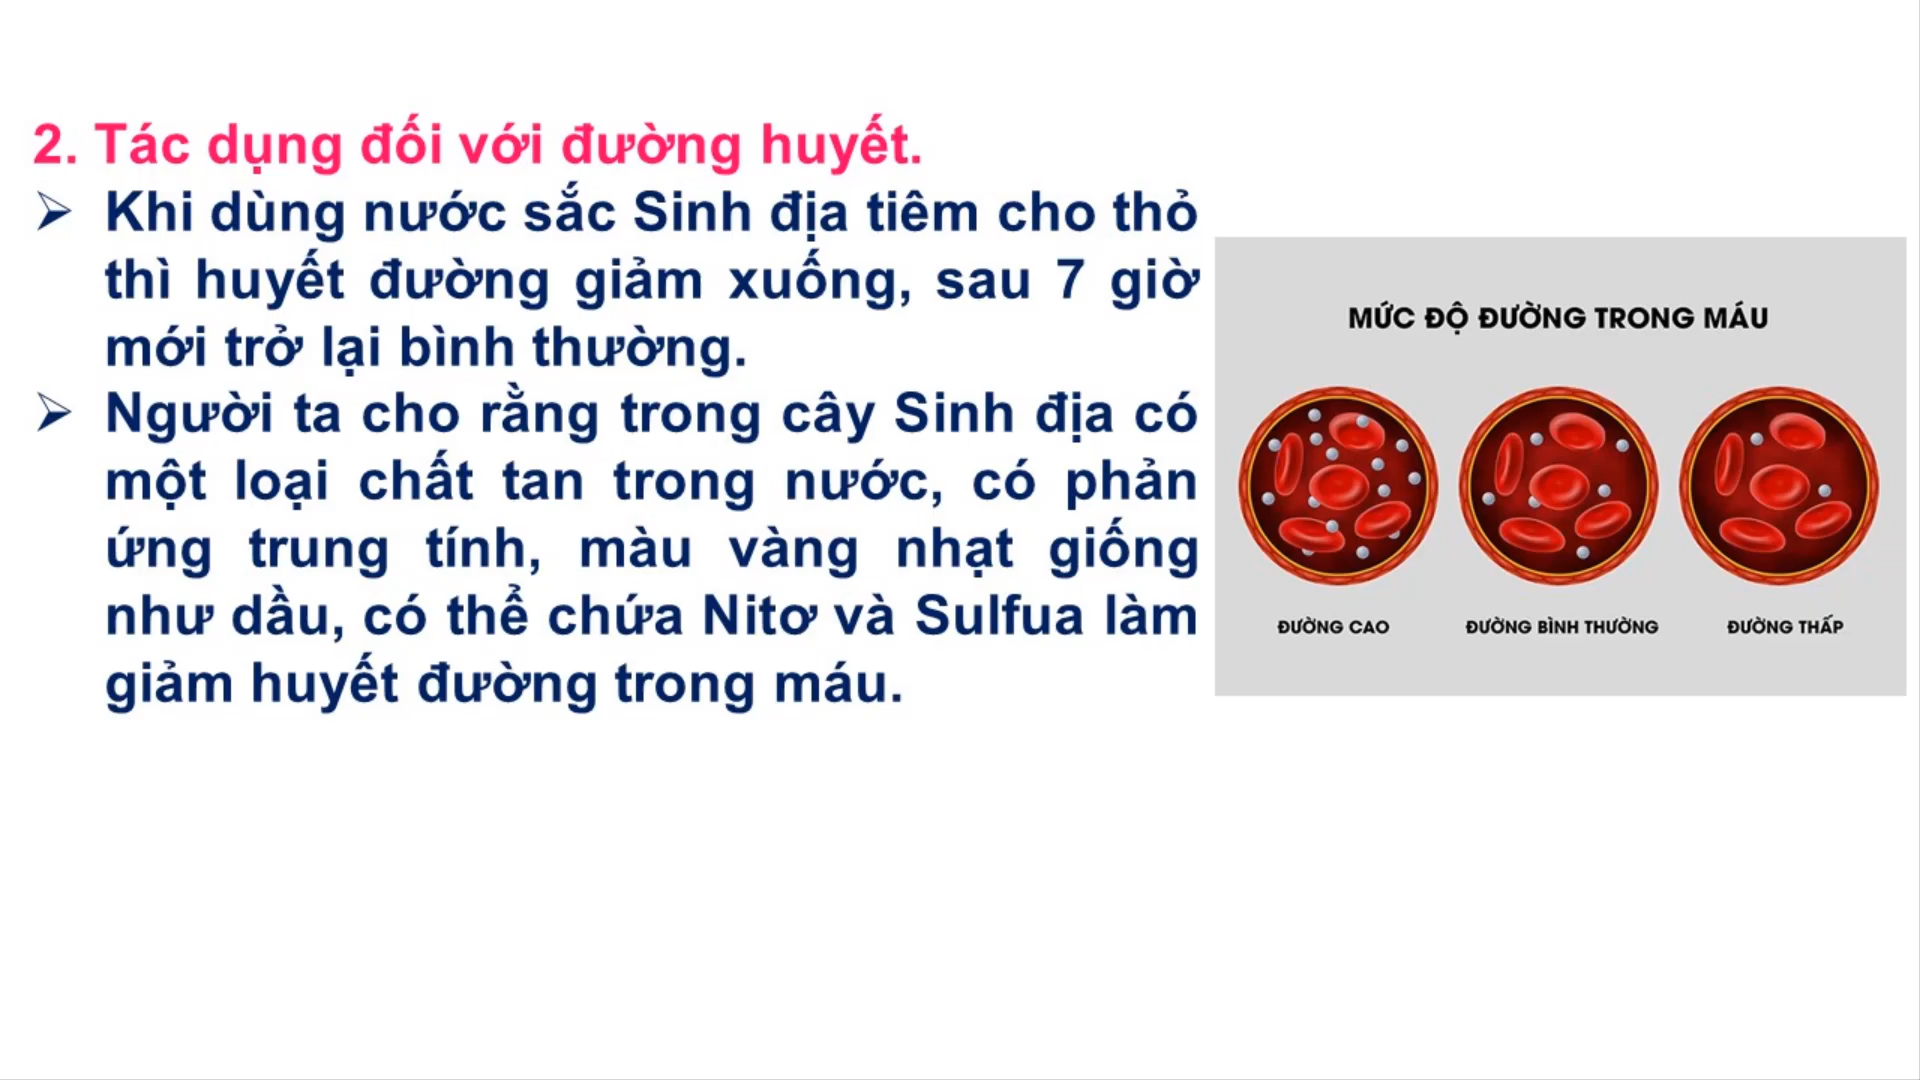 2. Tác dụng đối với đường huyết.
➢ Khi dùng nước sắc Sinh địa tiêm cho thỏ
thì huyết đường giảm xuống, sau 7 giờ
mới trở lại bình thường.
➢ Người ta cho rằng trong cây Sinh địa có
một loại chất tan trong nước, có phản
ứng trung tính, màu vàng nhạt giống
như dầu, có thể chứa Nitơ và Sulfua làm
giảm huyết đường trong máu.
MỨC ĐỘ ĐƯỜNG TRONG MÁU
ĐƯỜNG CAO
ĐƯỜNG BÌNH THƯỜNG
ĐƯỜNG THẤP